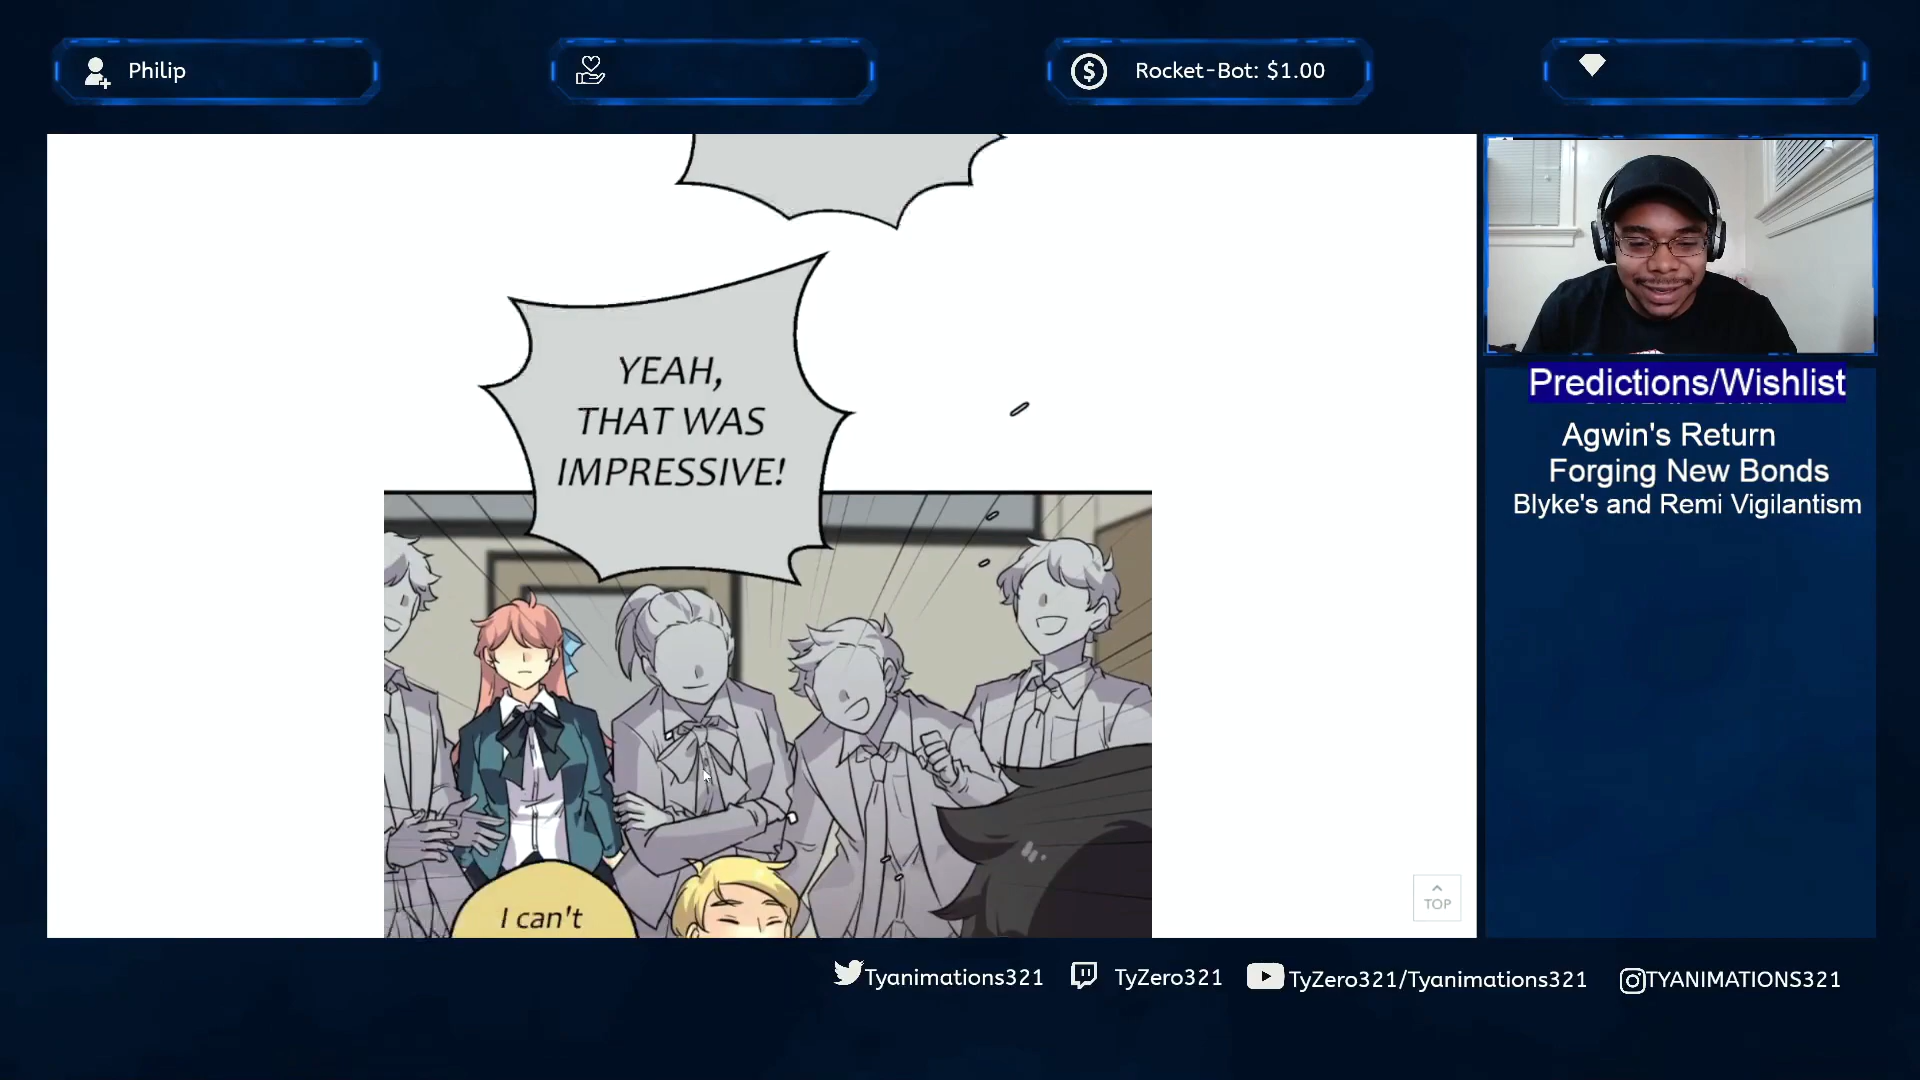 Philip
Rocket-Bot: $1.00
YEAH,
THAT WAS
IMPRESSIVE!
I can't
TOP
Predictions/Wishlist
Agwin's Return
Forging New Bonds
Blyke's and Remi Vigilantism
Tyanimations321
TyZero321
TyZero321/Tyanimations321
TYANIMATIONS321